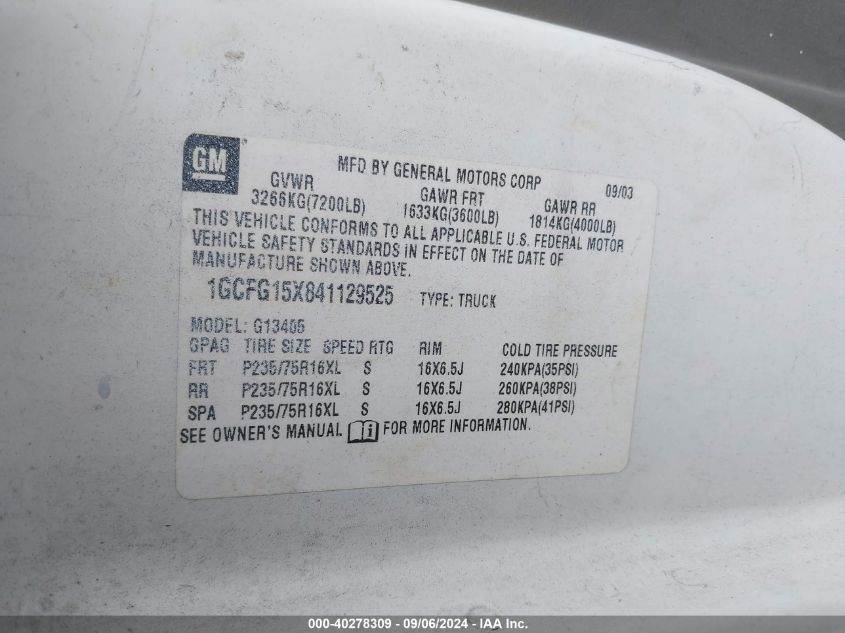 GM
MFD BY GENERAL MOTORS CORP 09/03
GVWR GAWR FRT GAWR RR
3266KG(7200LB) 1633KG(3600LB) 1814KG(4000LB)
THIS VEHICLE CONFORMS TO ALL APPLICABLE U.S. FEDERAL MOTOR
VEHICLE SAFETY STANDARDS IN EFFECT ON THE DATE OF
MANUFACTURE SHOWN ABOVE.
1GCFG15X841129525 TYPE: TRUCK
MODEL: G13405
GPAG TIRE SIZE SPEED RTG RIM COLD TIRE PRESSURE
FRT P235/75R16XL S 16X6.5J 240KPA(35PSI)
RR P235/75R16XL S 16X6.5J 260KPA(38PSI)
SPA P235/75R16XL S 16X6.5J 280KPA(41PSI)
SEE OWNER'S MANUAL i FOR MORE INFORMATION.
000-40278309 - 09/06/2024 - IAA Inc.